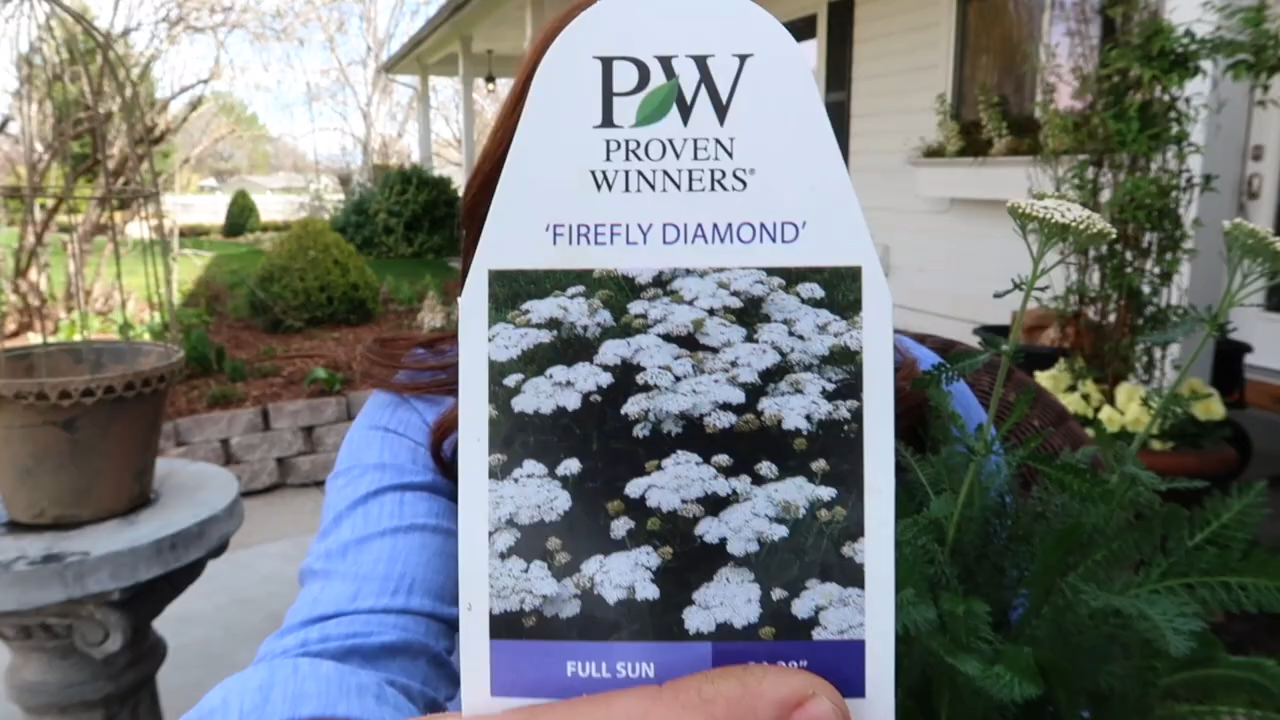 PW
PROVEN
WINNERS®
'FIREFLY DIAMOND'
FULL SUN